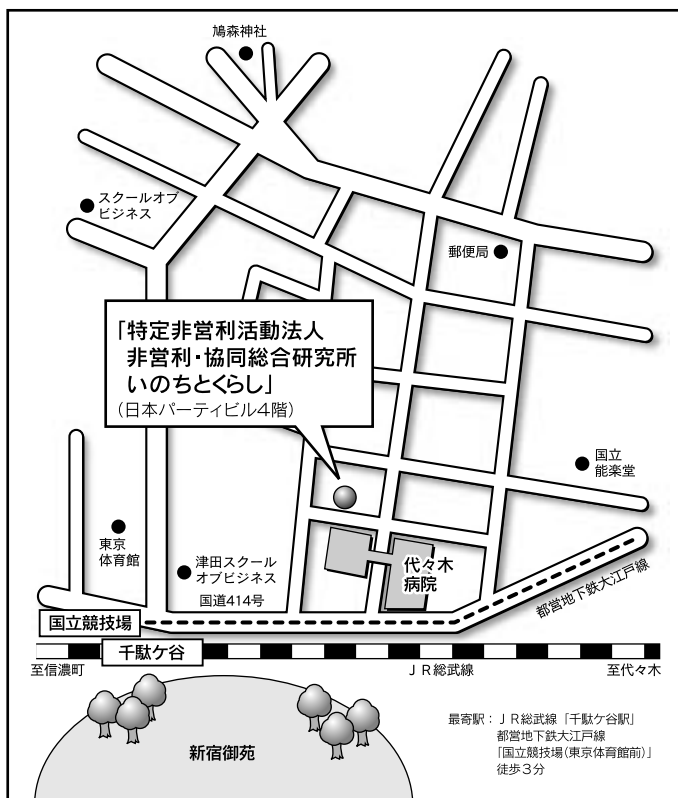 鳩森神社
スクールオブ
ビジネス
郵便局
「特定非営利活動法人
非営利・協同総合研究所
いのちとくらし」
(日本パーティビル4階)
国立
能楽堂
東京
体育館
津田スクール
オブビジネス
代々木
病院
国道414号
都営地下鉄大江戸線
国立競技場
千駄ケ谷
至信濃町
JR総武線
至代々木
新宿御苑
最寄駅:JR総武線「千駄ケ谷駅」
都営地下鉄大江戸線
「国立競技場(東京体育館前)」
徒歩3分